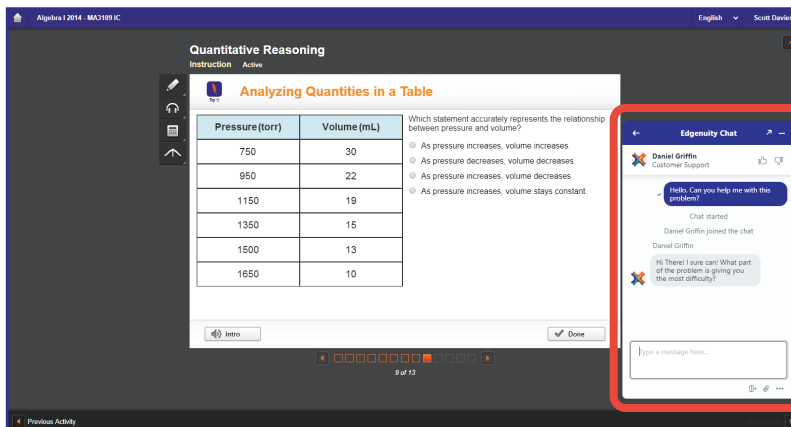 Algebra I 2014 - MA3109 IC
English
Scott Davies
Quantitative Reasoning
Instruction Active
Try It
Analyzing Quantities in a Table
Pressure (torr) Volume (mL)
750 30
950 22
1150 19
1350 15
1500 13
1650 10
Which statement accurately represents the relationship
between pressure and volume?
As pressure increases, volume increases.
As pressure decreases, volume decreases.
As pressure increases, volume decreases.
As pressure increases, volume stays constant.
Intro
Done
9 of 13
Previous Activity
Edgenuity Chat
Daniel Griffin
Customer Support
Hello. Can you help me with this
problem?
Chat started
Daniel Griffin joined the chat
Daniel Griffin
Hi There! I sure can! What part
of the problem is giving you
the most difficulty?
Type a message here..